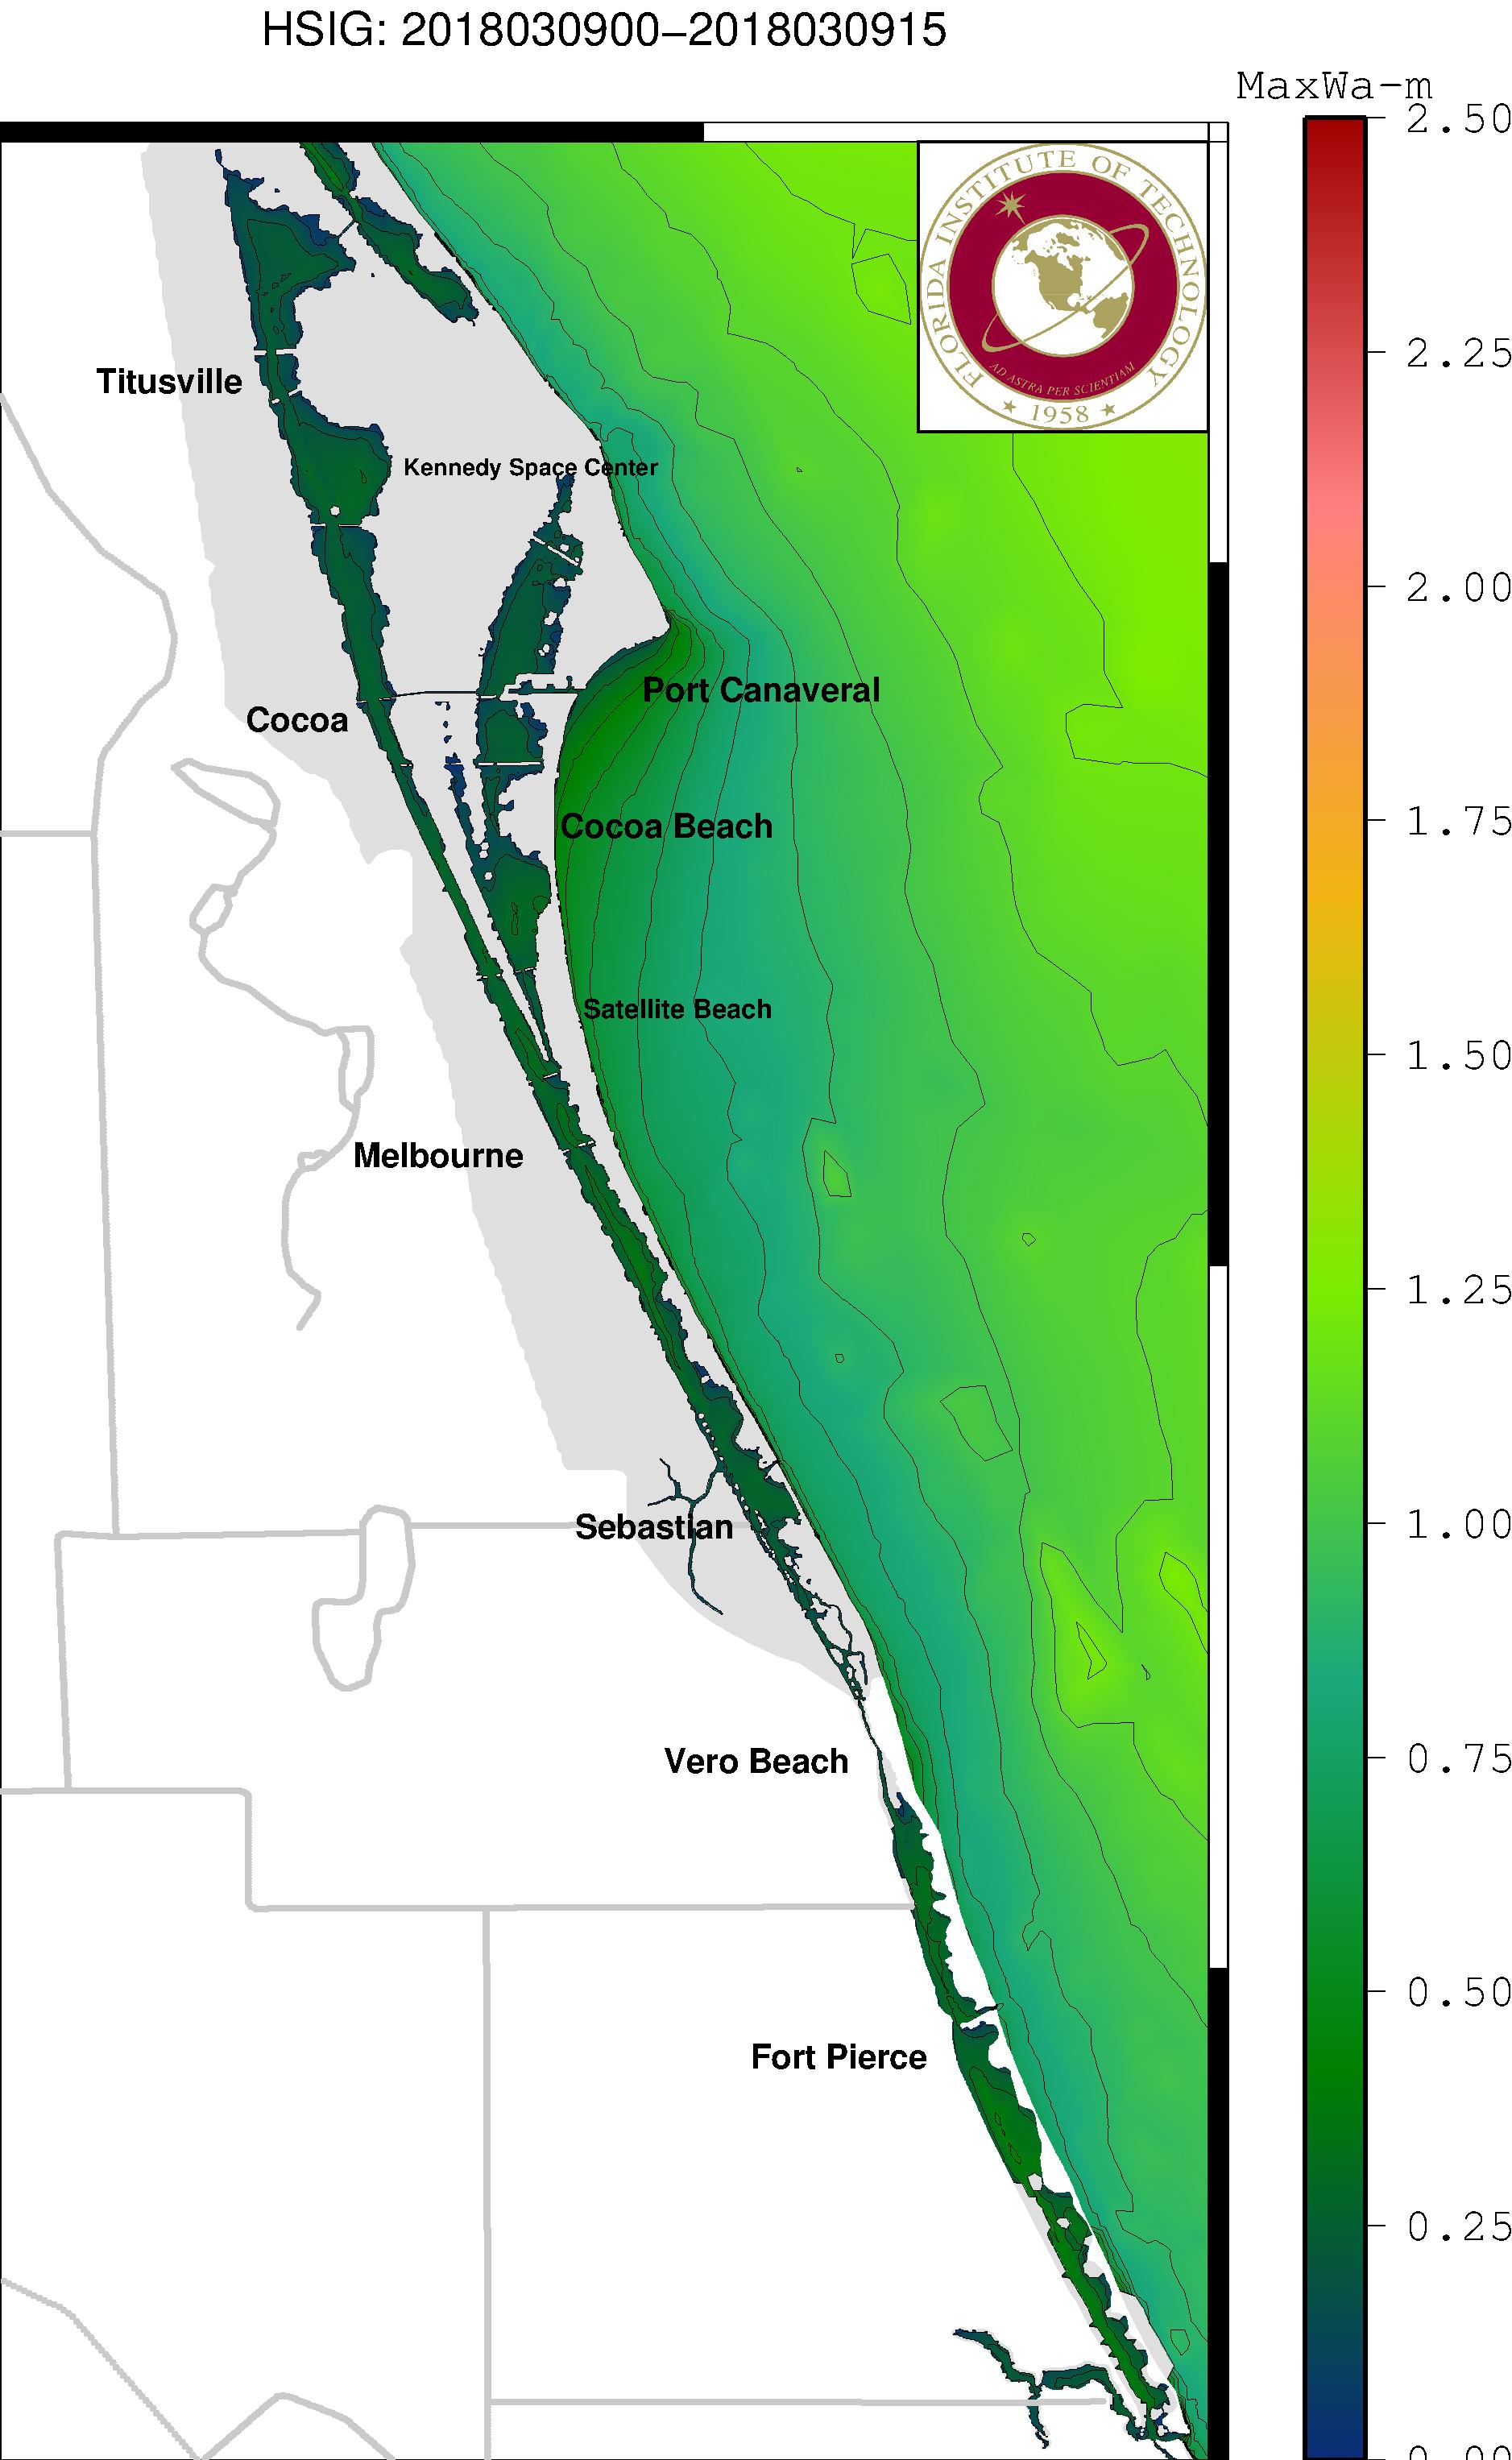 HSIG: 2018030900−2018030915
MaxWa−m
2.50
FLORIDA INSTITUTE OF TECHNOLOGY
AD ASTRA PER SCIENTIAM
★ 1958 ★
2.25
Titusville
Kennedy Space Center
2.00
Port Canaveral
Cocoa
1.75
Cocoa Beach
Satellite Beach
1.50
Melbourne
1.25
1.00
Sebastian
0.75
Vero Beach
0.50
Fort Pierce
0.25
0.00